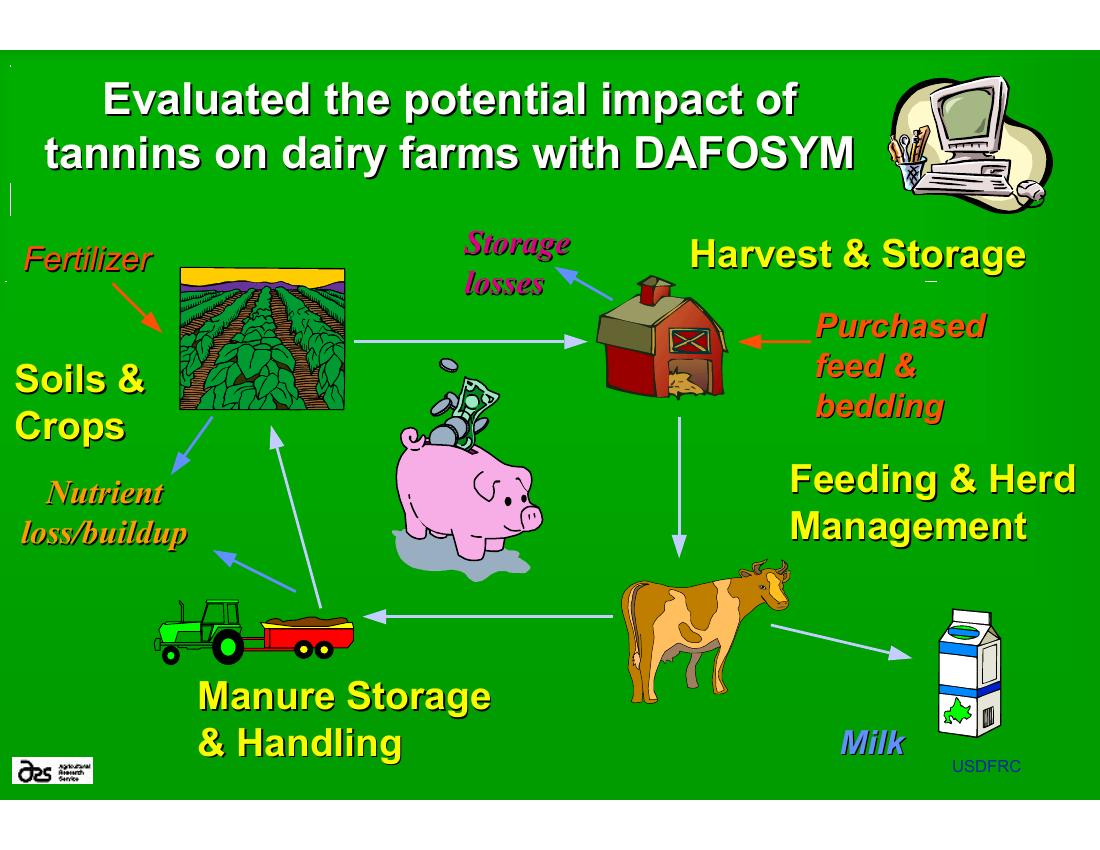 Evaluated the potential impact of
tannins on dairy farms with DAFOSYM
Fertilizer
Storage
losses
Harvest & Storage
Purchased
feed &
bedding
Soils &
Crops
Nutrient
loss/buildup
Feeding & Herd
Management
Manure Storage
& Handling
Milk
USDFRC
ars
Agricultural
Research
Service